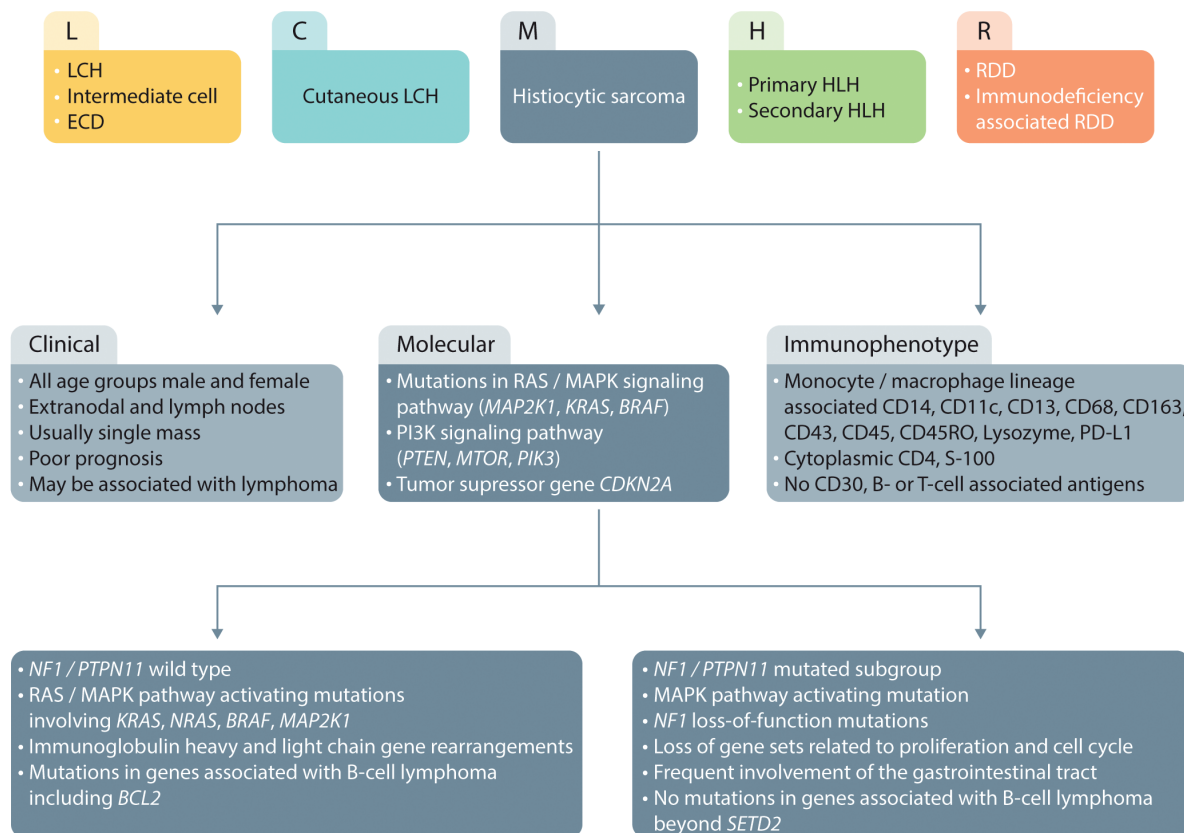 L
• LCH
• Intermediate cell
• ECD
C
Cutaneous LCH
M
Histiocytic sarcoma
H
• Primary HLH
• Secondary HLH
R
• RDD
• Immunodeficiency
associated RDD
Clinical
• All age groups male and female
• Extranodal and lymph nodes
• Usually single mass
• Poor prognosis
• May be associated with lymphoma
Molecular
• Mutations in RAS / MAPK signaling
pathway (MAP2K1, KRAS, BRAF)
• PI3K signaling pathway
(PTEN, MTOR, PIK3)
• Tumor supressor gene CDKN2A
Immunophenotype
• Monocyte / macrophage lineage
associated CD14, CD11c, CD13, CD68, CD163,
CD43, CD45, CD45RO, Lysozyme, PD-L1
• Cytoplasmic CD4, S-100
• No CD30, B- or T-cell associated antigens
• NF1 / PTPN11 wild type
• RAS / MAPK pathway activating mutations
involving KRAS, NRAS, BRAF, MAP2K1
• Immunoglobulin heavy and light chain gene rearrangements
• Mutations in genes associated with B-cell lymphoma
including BCL2
• NF1 / PTPN11 mutated subgroup
• MAPK pathway activating mutation
• NF1 loss-of-function mutations
• Loss of gene sets related to proliferation and cell cycle
• Frequent involvement of the gastrointestinal tract
• No mutations in genes associated with B-cell lymphoma
beyond SETD2